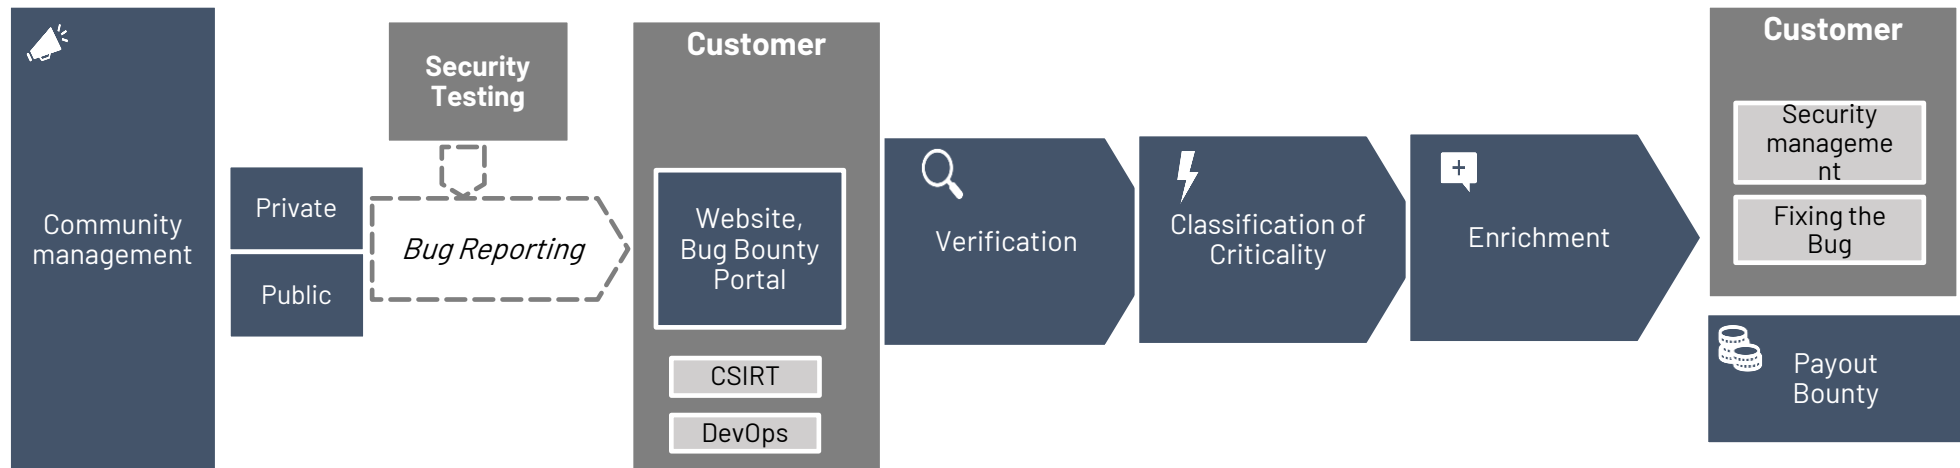 Community
management
Private
Public
Security
Testing
Bug Reporting
Customer
Website,
Bug Bounty
Portal
CSIRT
DevOps
Verification
Classification of
Criticality
Enrichment
Customer
Security
manageme
nt
Fixing the
Bug
Payout
Bounty